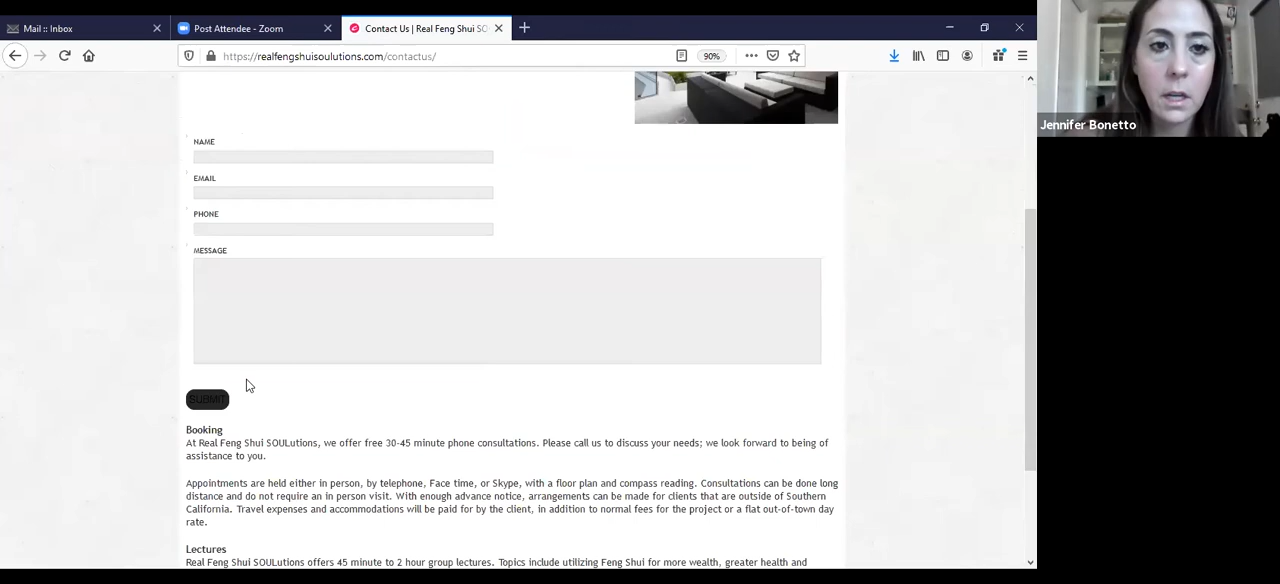 Mail :: Inbox
Post Attendee - Zoom
Contact Us | Real Feng Shui SO
https://realfengshuisoulutions.com/contactus/
90%
Jennifer Bonetto
NAME
EMAIL
PHONE
MESSAGE
SUBMIT
Booking
At Real Feng Shui SOULutions, we offer free 30-45 minute phone consultations. Please call us to discuss your needs; we look forward to being of
assistance to you.
Appointments are held either in person, by telephone, Face time, or Skype, with a floor plan and compass reading. Consultations can be done long
distance and do not require an in person visit. With enough advance notice, arrangements can be made for clients that are outside of Southern
California. Travel expenses and accommodations will be paid for by the client, in addition to normal fees for the project or a flat out-of-town day
rate.
Lectures
Real Feng Shui SOULutions offers 45 minute to 2 hour group lectures. Topics include utilizing Feng Shui for more wealth, greater health and